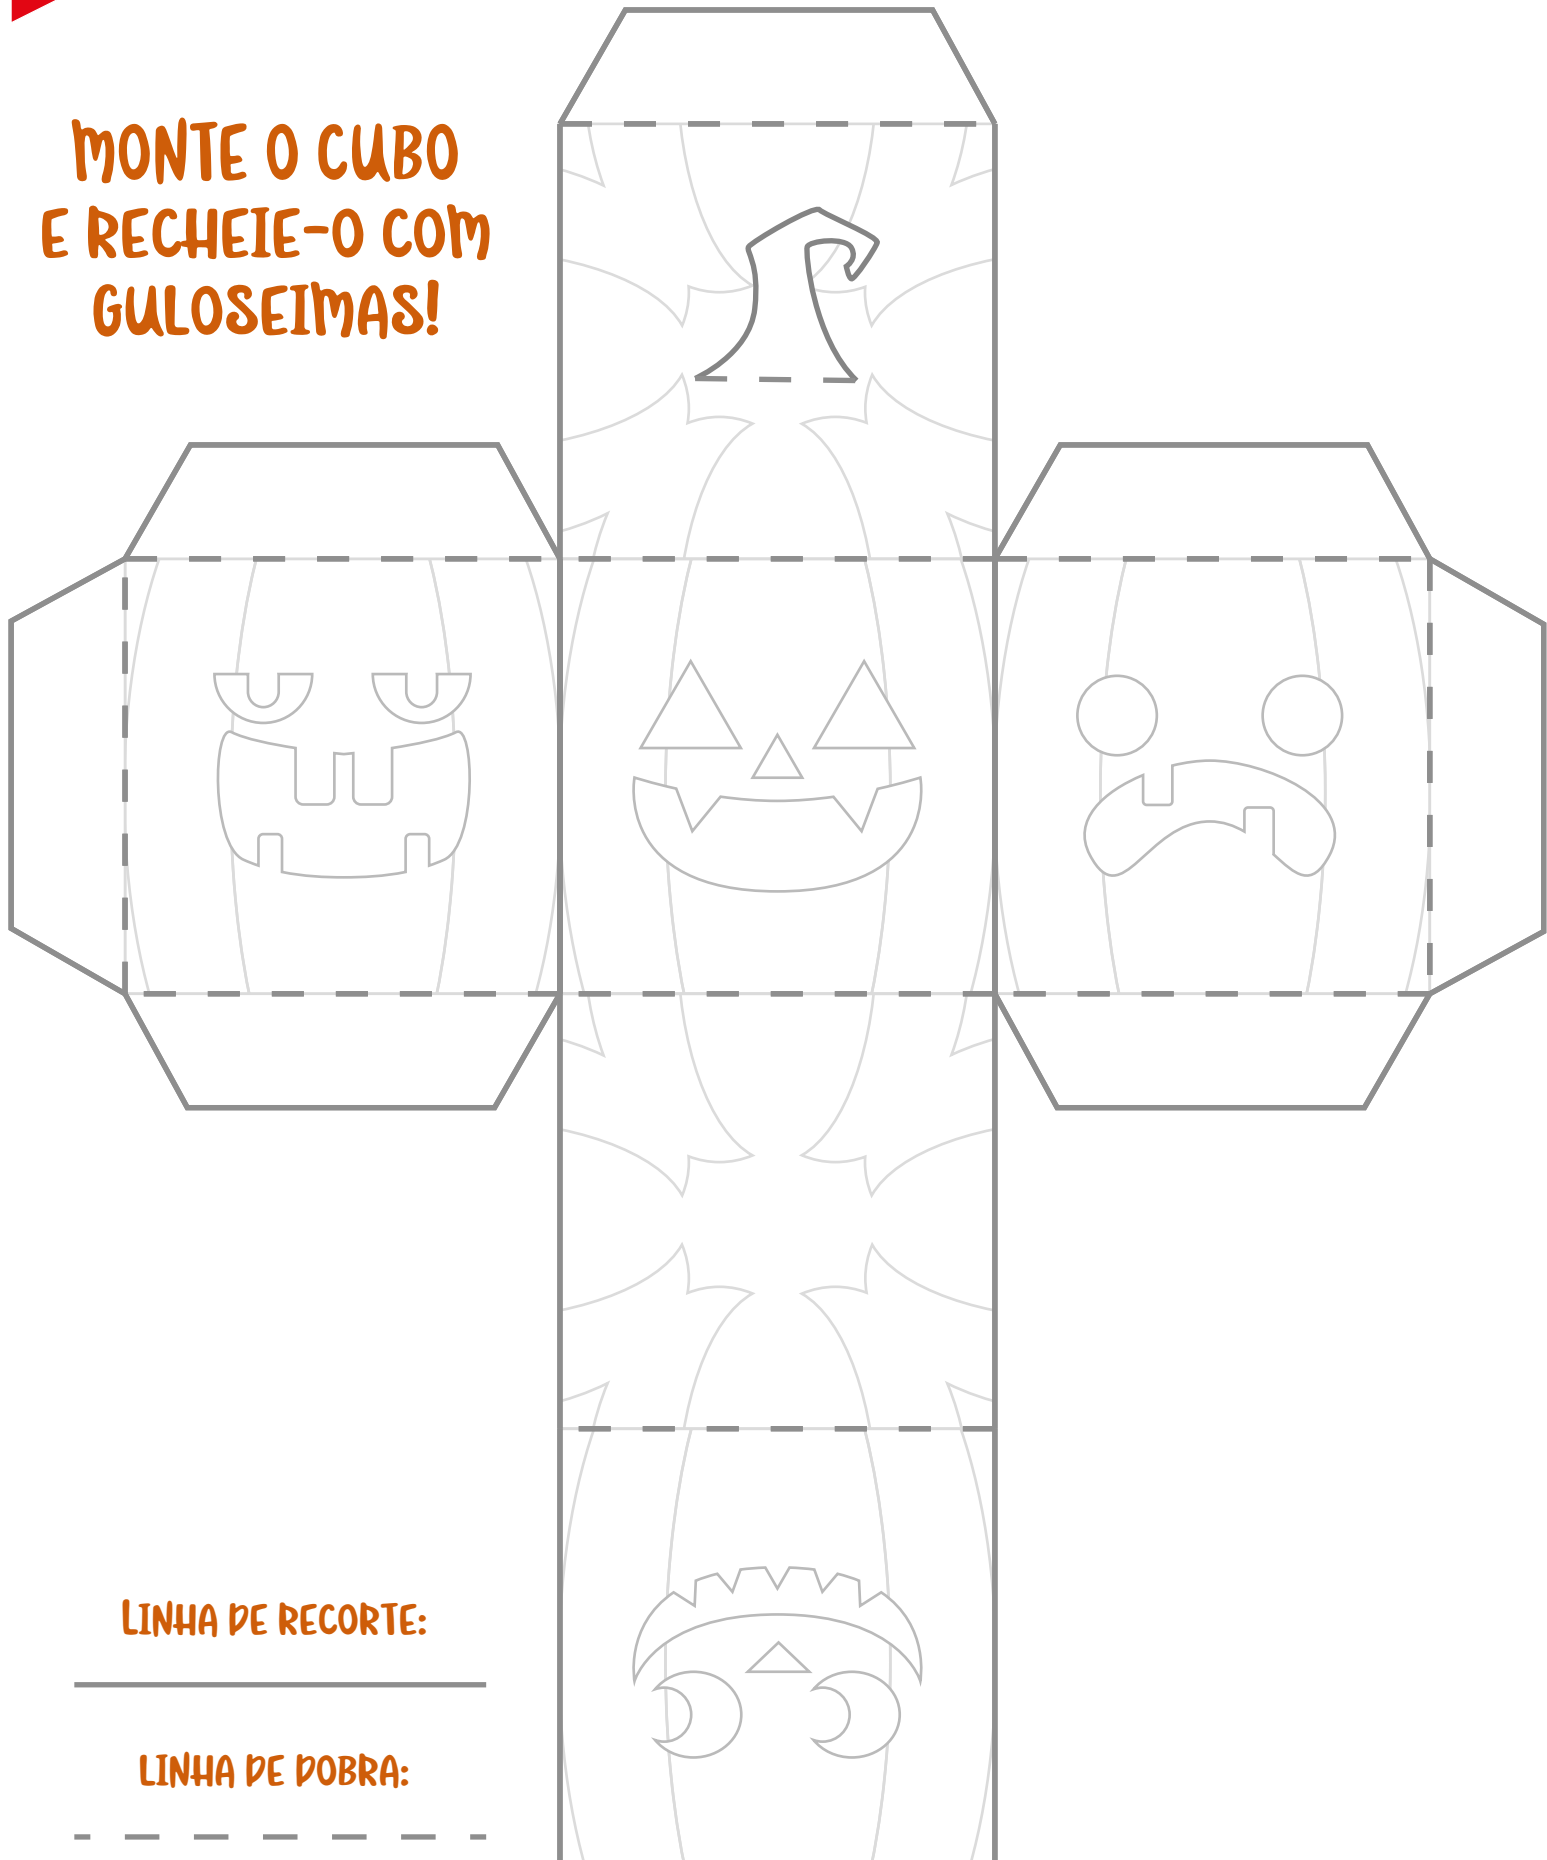 MONTE O CUBO
E RECHEIE-O COM
GULOSEIMAS!
LINHA DE RECORTE:
LINHA DE DOBRA: